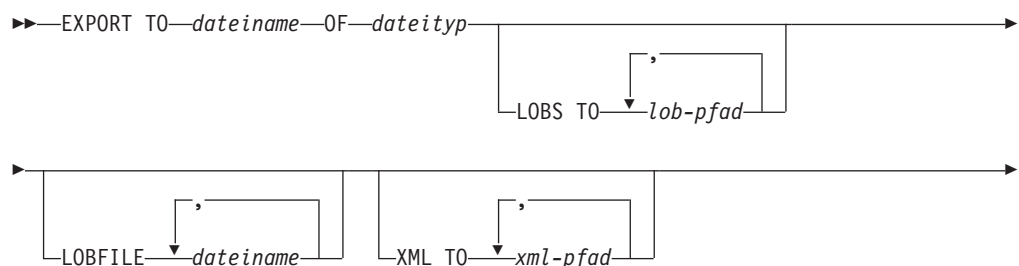 EXPORT TO dateiname OF dateityp
,
LOBS TO lob-pfad
, ,
LOBFILE dateiname XML TO xml-pfad